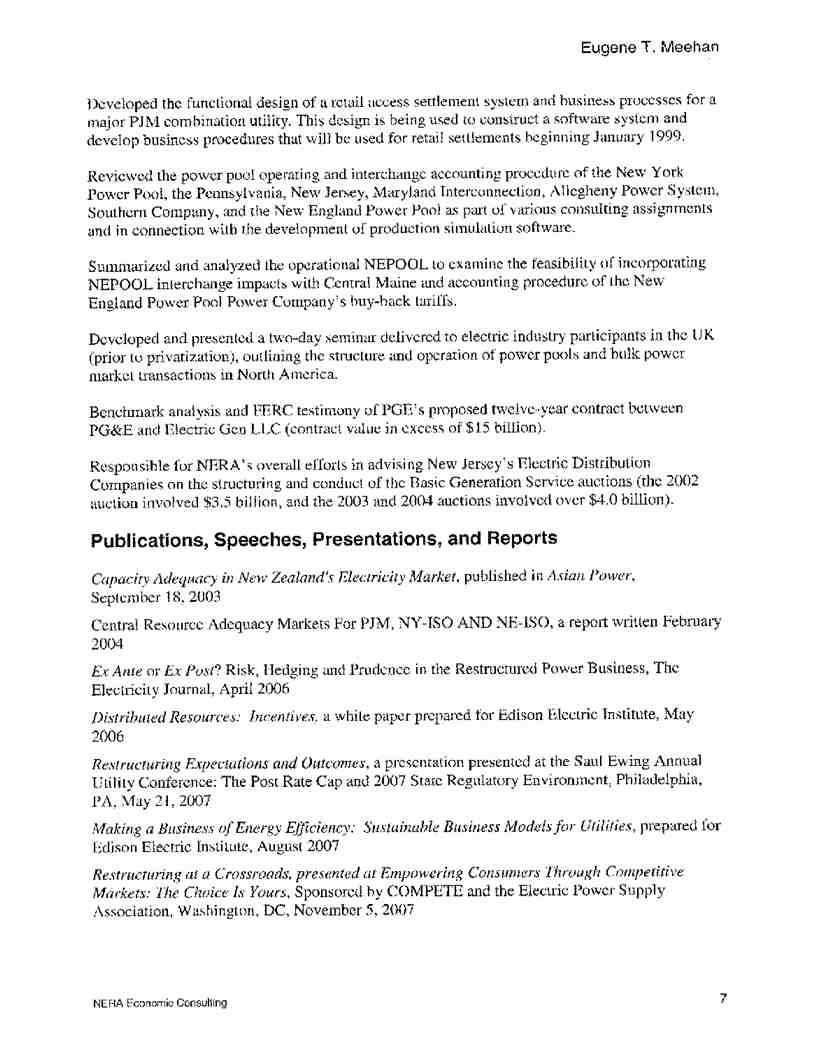 Eugene T. Meehan
Developed the functional design of a retail access settlement system and business processes for a
major PJM combination utility. This design is being used to construct a software system and
develop business procedures that will be used for retail settlements beginning January 1999.
Reviewed the power pool operating and interchange accounting procedure of the New York
Power Pool, the Pennsylvania, New Jersey, Maryland Interconnection, Allegheny Power System,
Southern Company, and the New England Power Pool as part of various consulting assignments
and in connection with the development of production simulation software.
Summarized and analyzed the operational NEPOOL to examine the feasibility of incorporating
NEPOOL interchange impacts with Central Maine and accounting procedure of the New
England Power Pool Power Company's buy-back tariffs.
Developed and presented a two-day seminar delivered to electric industry participants in the UK
(prior to privatization), outlining the structure and operation of power pools and bulk power
market transactions in North America.
Benchmark analysis and FERC testimony of PGE's proposed twelve-year contract between
PG&E and Electric Gen LLC (contract value in excess of $15 billion).
Responsible for NERA's overall efforts in advising New Jersey's Electric Distribution
Companies on the structuring and conduct of the Basic Generation Service auctions (the 2002
auction involved $3.5 billion, and the 2003 and 2004 auctions involved over $4.0 billion).
Publications, Speeches, Presentations, and Reports
Capacity Adequacy in New Zealand's Electricity Market, published in Asian Power,
September 18, 2003
Central Resource Adequacy Markets For PJM, NY-ISO AND NE-ISO, a report written February
2004
Ex Ante or Ex Post? Risk, Hedging and Prudence in the Restructured Power Business, The
Electricity Journal, April 2006
Distributed Resources: Incentives, a white paper prepared for Edison Electric Institute, May
2006
Restructuring Expectations and Outcomes, a presentation presented at the Saul Ewing Annual
Utility Conference: The Post Rate Cap and 2007 State Regulatory Environment, Philadelphia,
PA, May 21, 2007
Making a Business of Energy Efficiency: Sustainable Business Models for Utilities, prepared for
Edison Electric Institute, August 2007
Restructuring at a Crossroads, presented at Empowering Consumers Through Competitive
Markets: The Choice Is Yours, Sponsored by COMPETE and the Electric Power Supply
Association, Washington, DC, November 5, 2007
NERA Economic Consulting
7